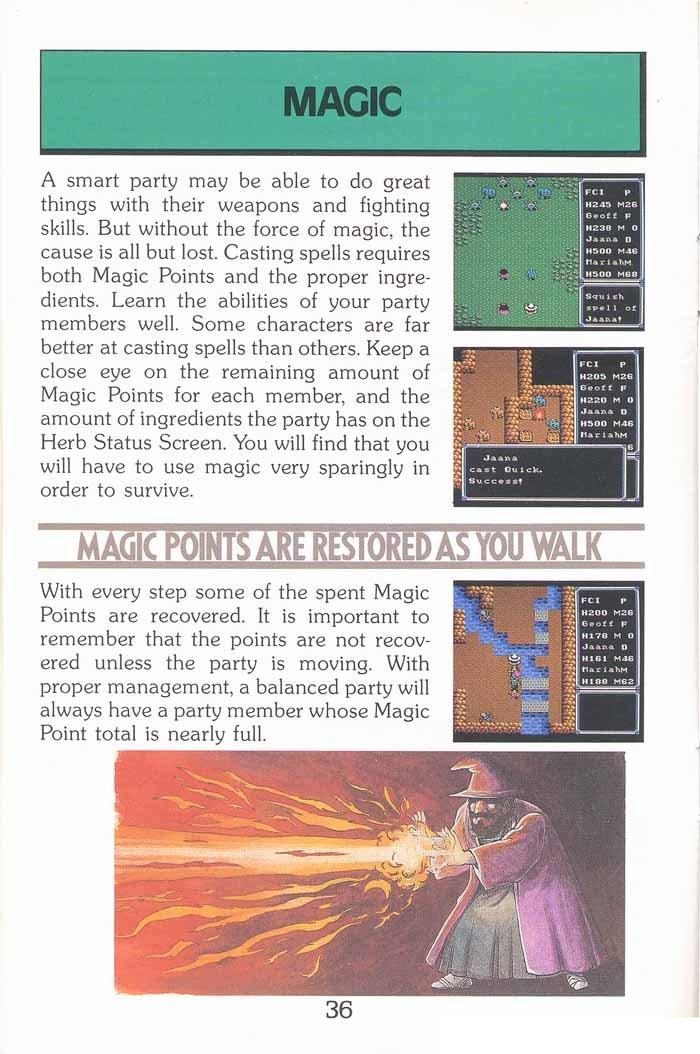 MAGIC
A smart party may be able to do great
things with their weapons and fighting
skills. But without the force of magic, the
cause is all but lost. Casting spells requires
both Magic Points and the proper ingre-
dients. Learn the abilities of your party
members well. Some characters are far
better at casting spells than others. Keep a
close eye on the remaining amount of
Magic Points for each member, and the
amount of ingredients the party has on the
Herb Status Screen. You will find that you
will have to use magic very sparingly in
order to survive.
FCI P
H245 M26
Geoff F
H238 M 0
Jaana D
H500 M46
MariahM
H500 M68
Squish
spell of
Jaana!
FCI P
H205 M26
Geoff F
H220 M 0
Jaana D
H500 M46
MariahM
6
Jaana
cast Quick.
Success!
MAGIC POINTS ARE RESTORED AS YOU WALK
With every step some of the spent Magic
Points are recovered. It is important to
remember that the points are not recov-
ered unless the party is moving. With
proper management, a balanced party will
always have a party member whose Magic
Point total is nearly full.
FCI P
H200 M26
Geoff F
H178 M 0
Jaana D
H161 M46
MariahM
H188 M62
36